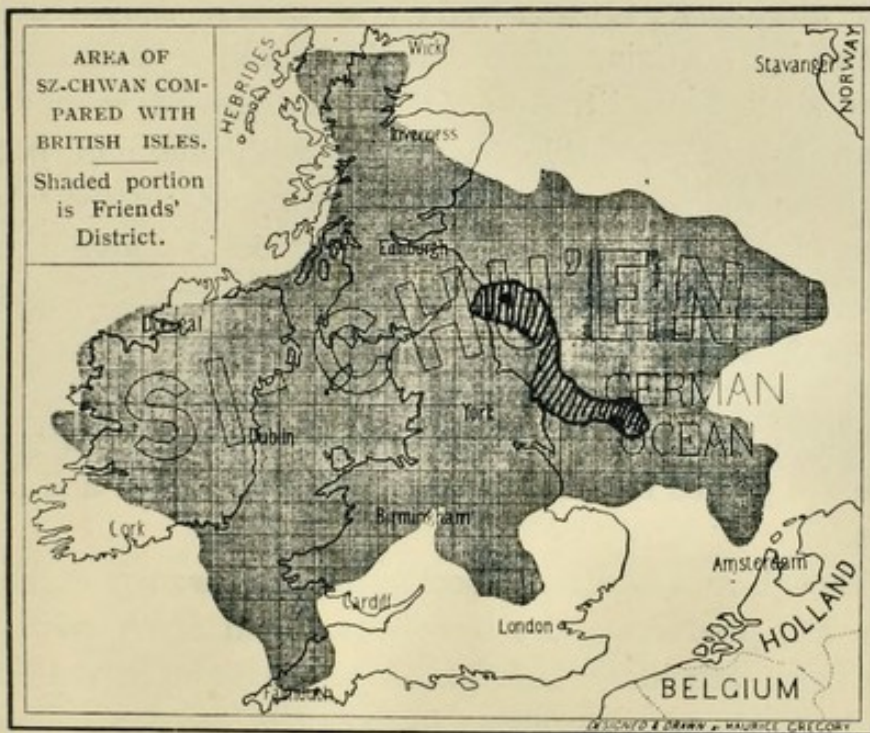 AREA OF
SZ-CHWAN COM-
PARED WITH
BRITISH ISLES.
Shaded portion
is Friends'
District.
HEBRIDES
Wick
Stavanger
NORWAY
Inverness
Edinburgh
SI-CHU'EN
Donegal
GERMAN
OCEAN
York
Dublin
Cork
Birmingham
Amsterdam
Cardiff
London
HOLLAND
BELGIUM
Falmouth
DESIGNED & DRAWN by MAURICE GREGORY